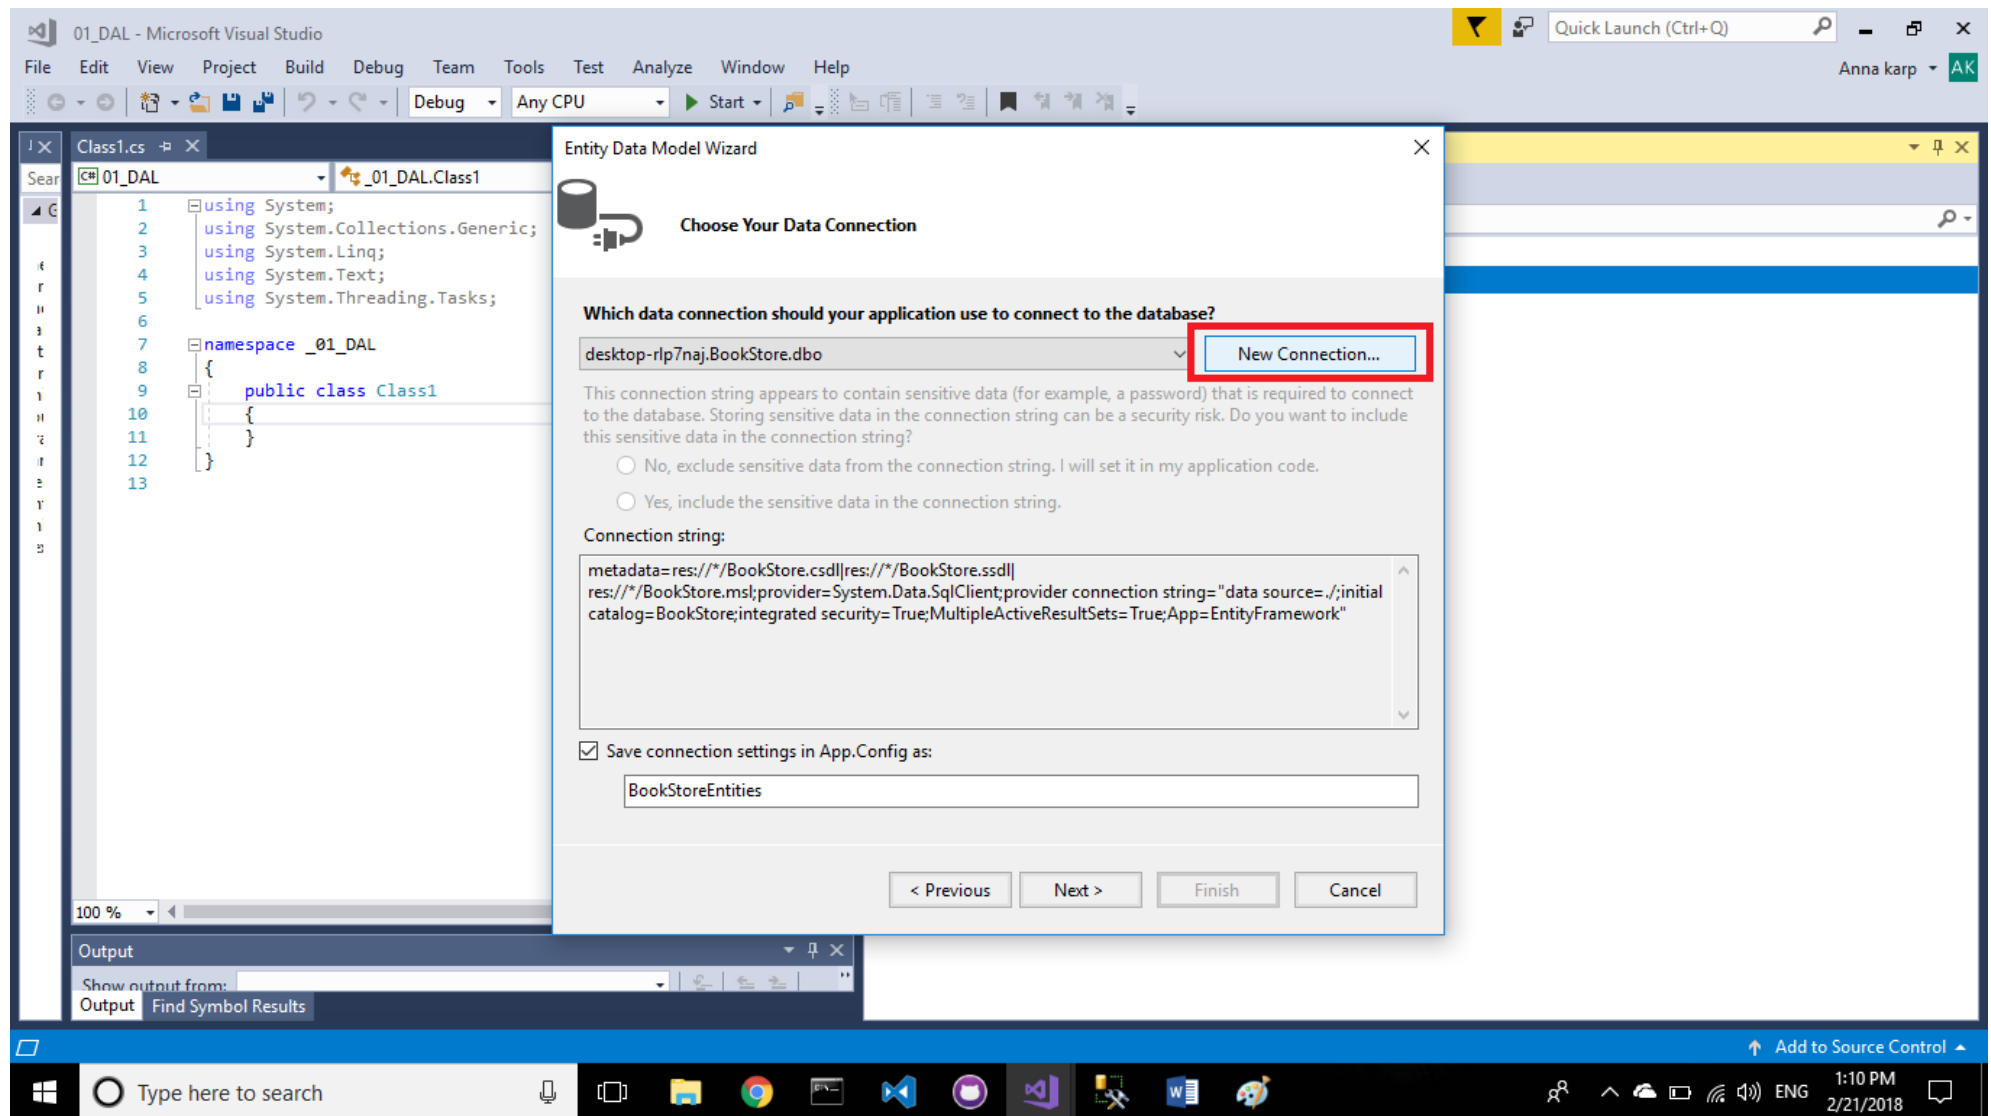 01_DAL - Microsoft Visual Studio
Quick Launch (Ctrl+Q)
File Edit View Project Build Debug Team Tools Test Analyze Window Help
Anna karp AK
Debug Any CPU Start
Class1.cs
Sear
C# 01_DAL
_01_DAL.Class1
G
1 using System;
2 using System.Collections.Generic;
3 using System.Linq;
4 using System.Text;
5 using System.Threading.Tasks;
6
7 namespace _01_DAL
8 {
9 public class Class1
10 {
11 }
12 }
13
100 %
Entity Data Model Wizard
Choose Your Data Connection
Which data connection should your application use to connect to the database?
desktop-rlp7naj.BookStore.dbo
New Connection...
This connection string appears to contain sensitive data (for example, a password) that is required to connect
to the database. Storing sensitive data in the connection string can be a security risk. Do you want to include
this sensitive data in the connection string?
No, exclude sensitive data from the connection string. I will set it in my application code.
Yes, include the sensitive data in the connection string.
Connection string:
metadata=res://*/BookStore.csdl|res://*/BookStore.ssdl|
res://*/BookStore.msl;provider=System.Data.SqlClient;provider connection string="data source=./;initial
catalog=BookStore;integrated security=True;MultipleActiveResultSets=True;App=EntityFramework"
Save connection settings in App.Config as:
BookStoreEntities
< Previous Next > Finish Cancel
Output
Show output from:
Output Find Symbol Results
Add to Source Control
Type here to search
ENG
1:10 PM
2/21/2018